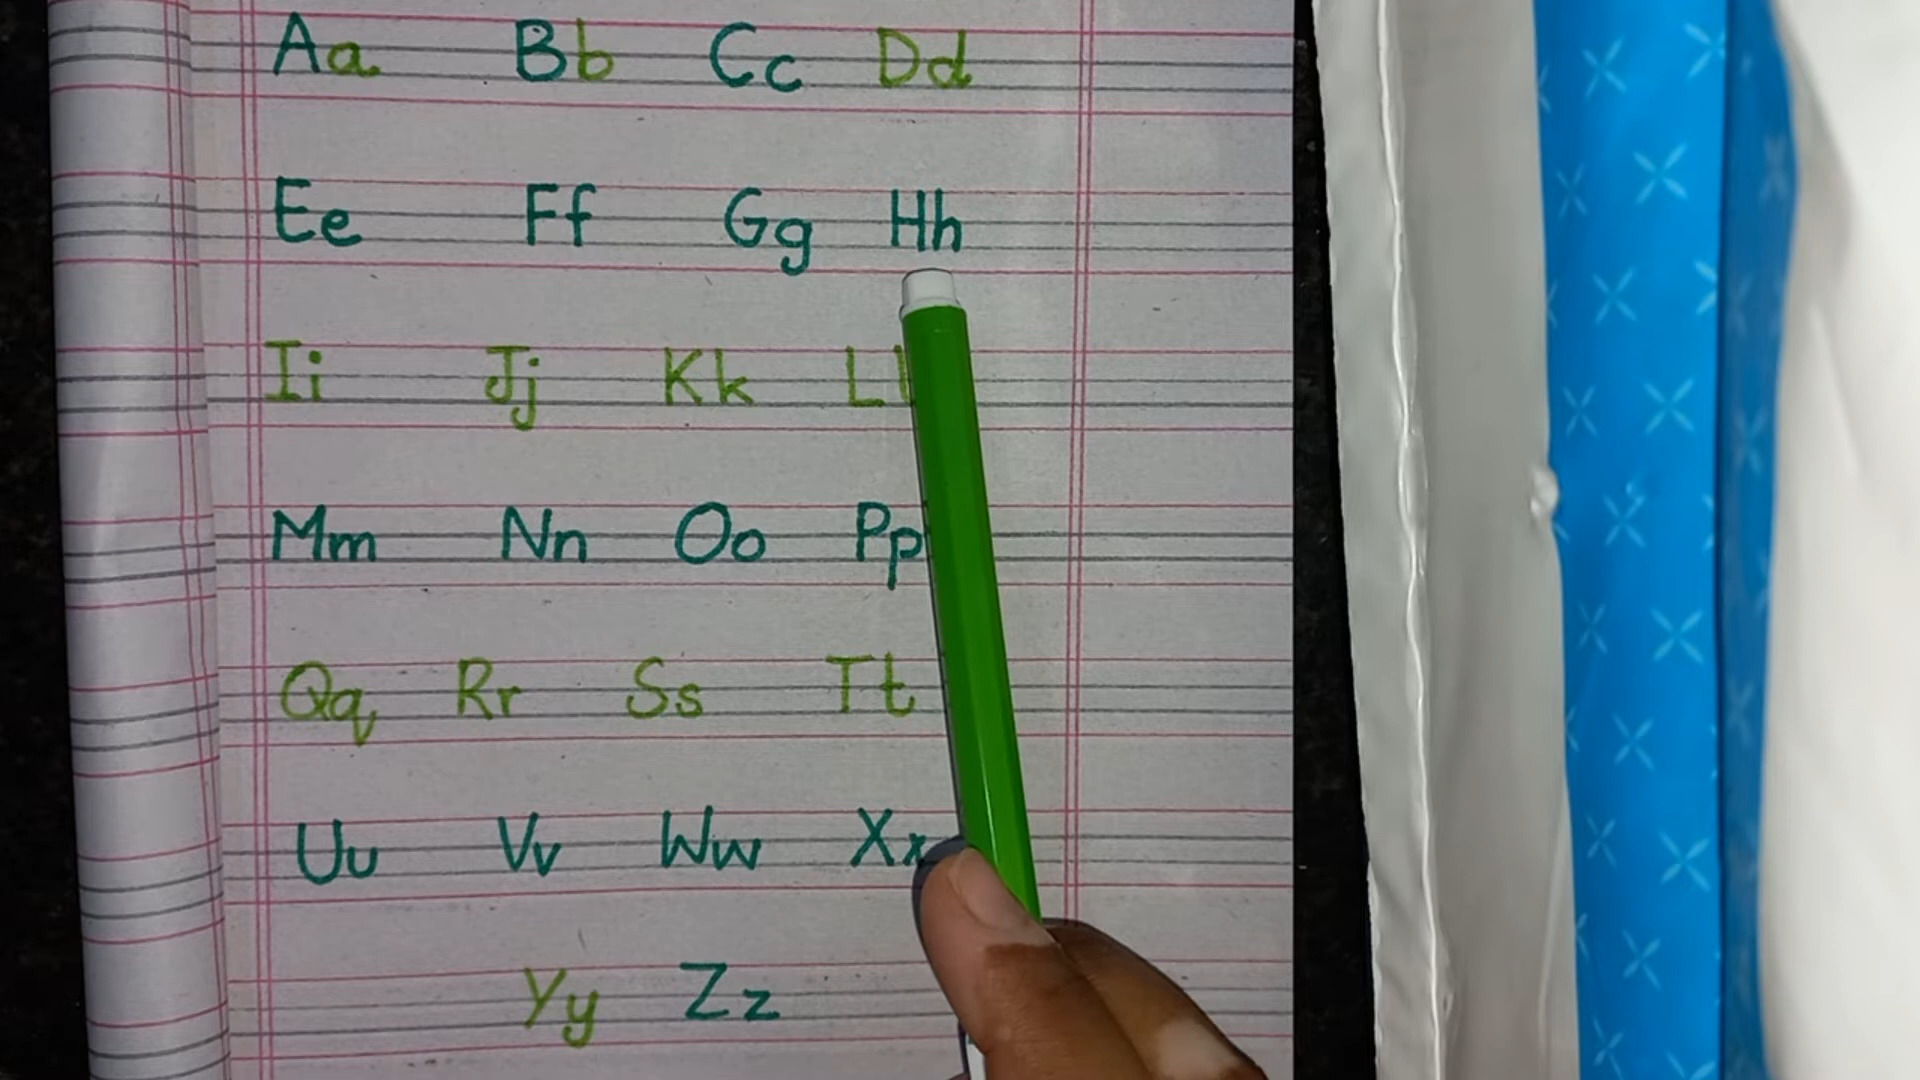 Aa Bb Cc Dd
Ee Ff Gg Hh
Ii Jj Kk Ll
Mm Nn Oo Pp
Qq Rr Ss Tt
Uu Vv Ww Xx
Yy Zz